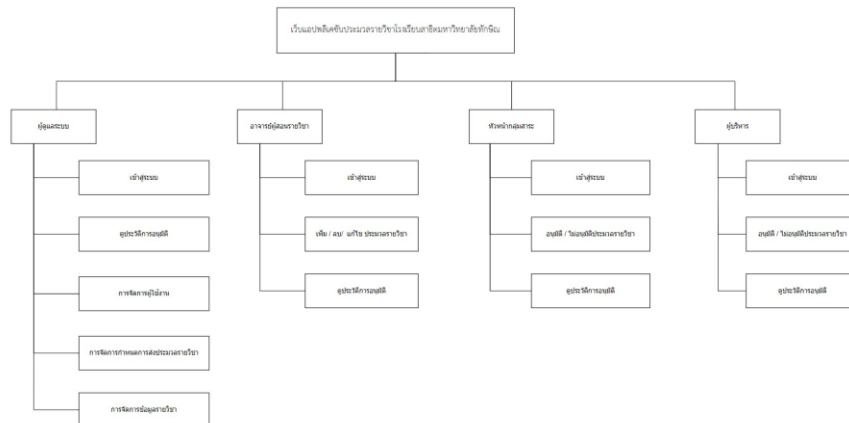 เว็บแอปพลิเคชันประมวลรายวิชาโรงเรียนสาธิตมหาวิทยาลัยทักษิณ
ผู้ดูแลระบบ
เข้าสู่ระบบ
ดูประวัติการอนุมัติ
การจัดการผู้ใช้งาน
การจัดการกำหนดการส่งประมวลรายวิชา
การจัดการข้อมูลรายวิชา
อาจารย์ผู้สอนรายวิชา
เข้าสู่ระบบ
เพิ่ม / ลบ/ แก้ไข ประมวลรายวิชา
ดูประวัติการอนุมัติ
หัวหน้ากลุ่มสาระ
เข้าสู่ระบบ
อนุมัติ / ไม่อนุมัติประมวลรายวิชา
ดูประวัติการอนุมัติ
ผู้บริหาร
เข้าสู่ระบบ
อนุมัติ / ไม่อนุมัติประมวลรายวิชา
ดูประวัติการอนุมัติ